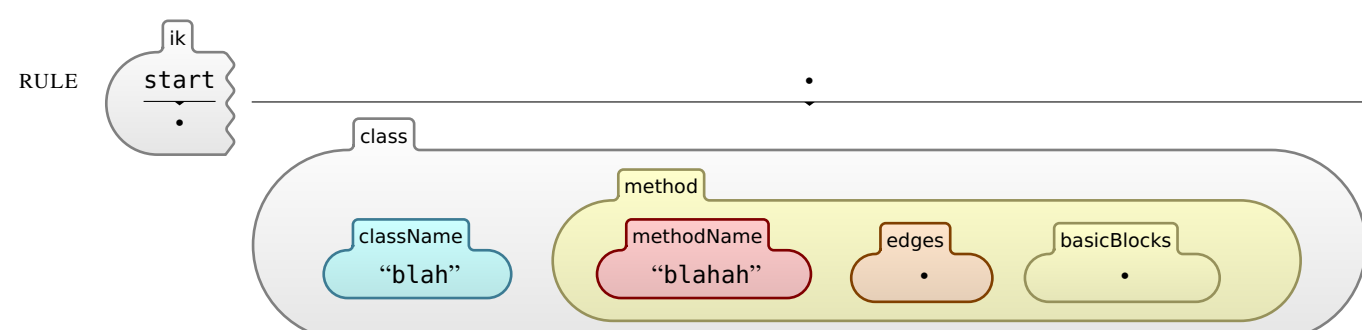 ik
RULE start •
•
class
method
className methodName edges basicBlocks
“blah” “blahah” • •